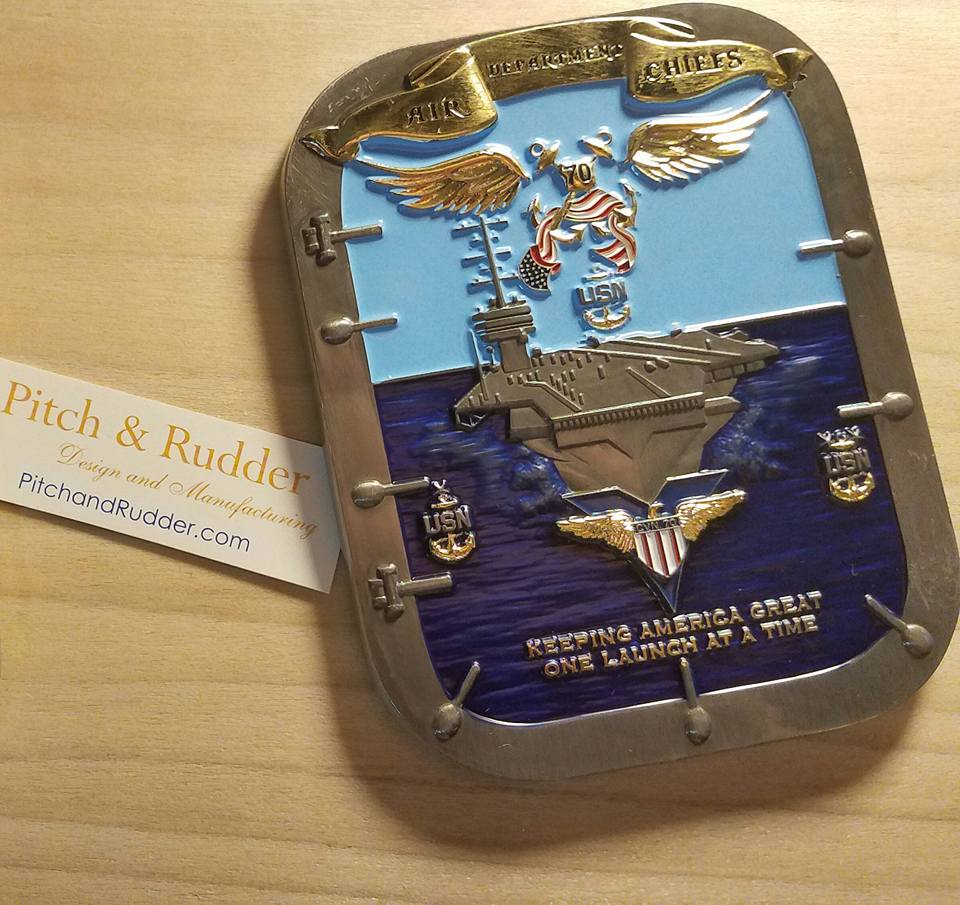 AIR DEPARTMENT CHIEFS
70
USN
USN
USN
CVN 70
KEEPING AMERICA GREAT
ONE LAUNCH AT A TIME
Pitch & Rudder
Design and Manufacturing
PitchandRudder.com